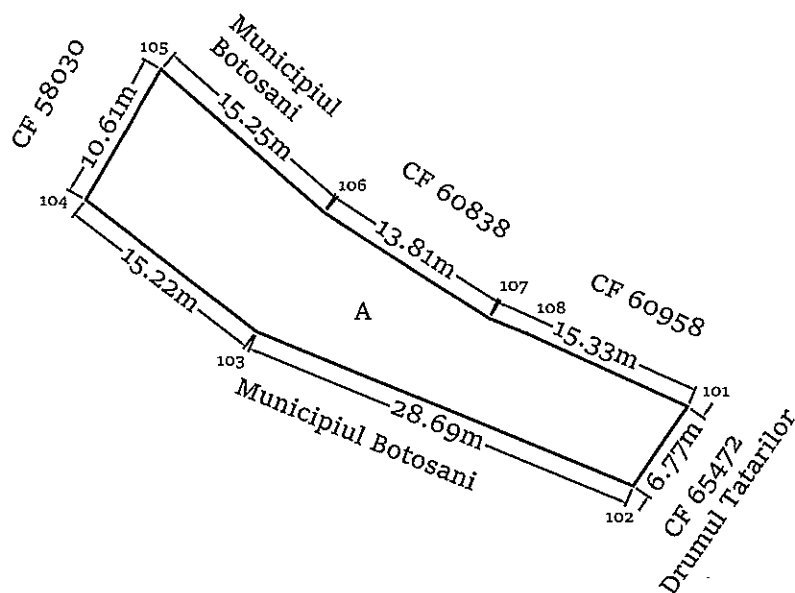 Municipiul
Botosani
105
CF 58030
10.61m
15.25m
106
CF 60838
104
13.81m
15.22m
107
108
CF 60958
A
15.33m
103
101
Municipiul Botosani
28.69m
6.77m
102
CF 65472
Drumul Tatarilor